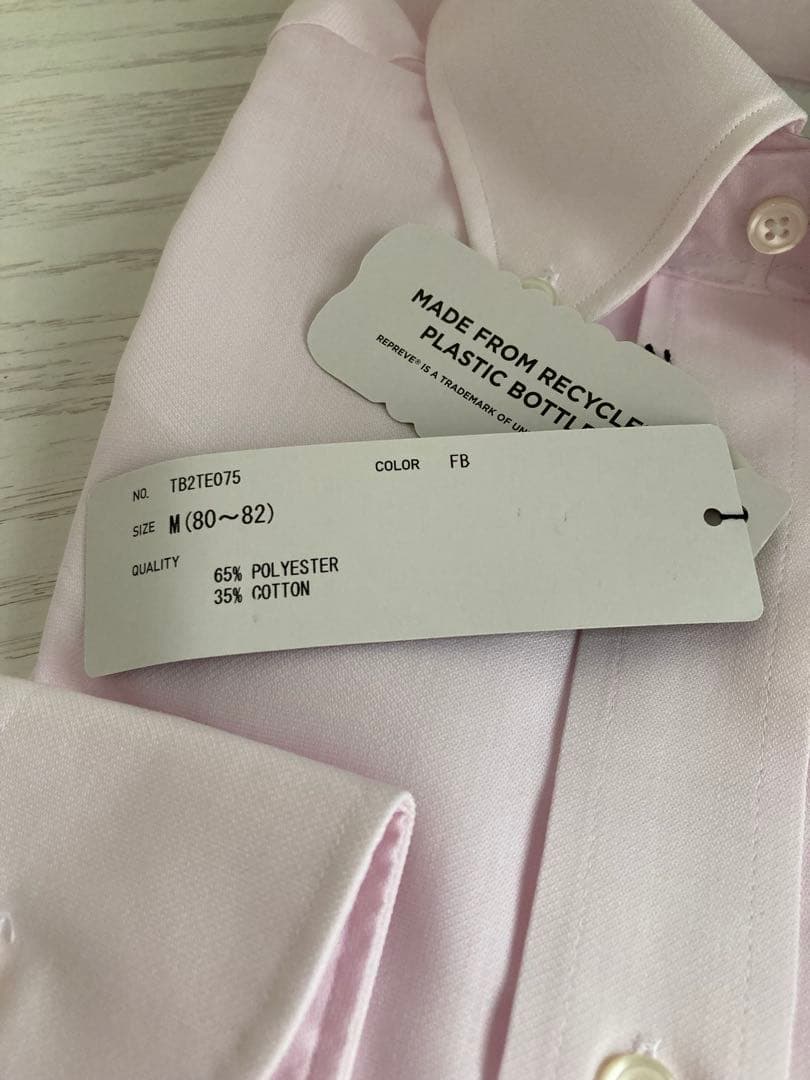 MADE FROM RECYCLE
PLASTIC BOTTLE
REPREVE® IS A TRADEMARK OF UN
NO. TB2TE075
COLOR FB
SIZE M(80～82)
QUALITY
65% POLYESTER
35% COTTON